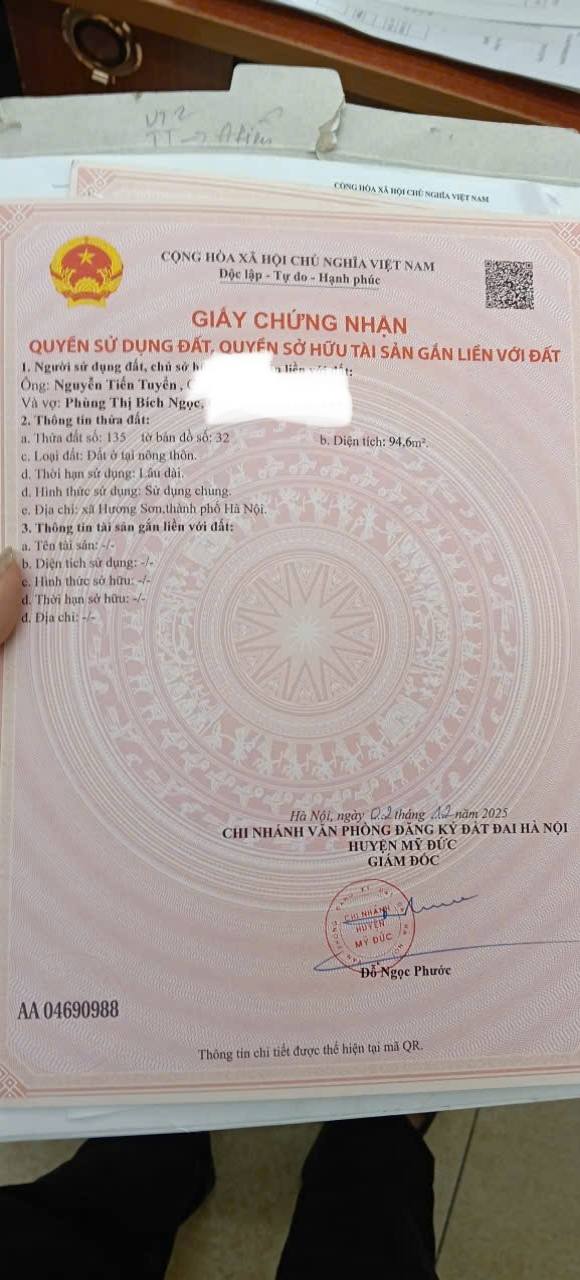 CỘNG HÒA XÃ HỘI CHỦ NGHĨA VIỆT NAM
CỘNG HÒA XÃ HỘI CHỦ NGHĨA VIỆT NAM
Độc lập - Tự do - Hạnh phúc
GIẤY CHỨNG NHẬN
QUYỀN SỬ DỤNG ĐẤT, QUYỀN SỞ HỮU TÀI SẢN GẮN LIỀN VỚI ĐẤT
1. Người sử dụng đất, chủ sở liền với đất:
Ông: Nguyễn Tiến Tuyển,
Và vợ: Phùng Thị Bích Ngọc,
2. Thông tin thửa đất:
a. Thửa đất số: 135 tờ bản đồ số: 32 b. Diện tích: 94,6m².
c. Loại đất: Đất ở tại nông thôn.
d. Thời hạn sử dụng: Lâu dài.
đ. Hình thức sử dụng: Sử dụng chung.
e. Địa chỉ: xã Hương Sơn,thành phố Hà Nội.
3. Thông tin tài sản gắn liền với đất:
a. Tên tài sản: -/-
b. Diện tích sử dụng: -/-
c. Hình thức sở hữu: -/-
d. Thời hạn sở hữu: -/-
đ. Địa chỉ: -/-
Hà Nội, ngày 02 tháng 12 năm 2025
CHI NHÁNH VĂN PHÒNG ĐĂNG KÝ ĐẤT ĐAI HÀ NỘI
HUYỆN MỸ ĐỨC
GIÁM ĐỐC
CHI NHÁNH
HUYỆN
MỸ ĐỨC
Đỗ Ngọc Phước
AA 04690988
Thông tin chi tiết được thể hiện tại mã QR.